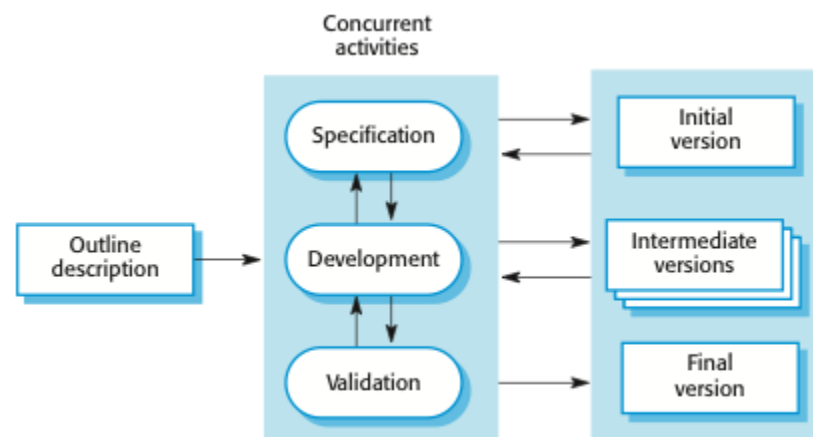 Concurrent
activities
Specification
Initial
version
Outline
description
Development
Intermediate
versions
Validation
Final
version